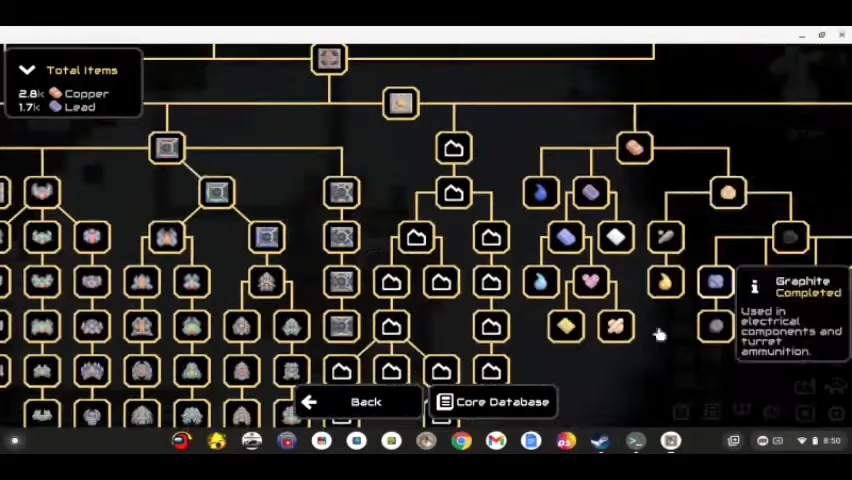 Total Items
2.8k Copper
1.7k Lead
Graphite
Completed
Used in
electrical
components and
turret
ammunition.
Back
Core Database
8:50